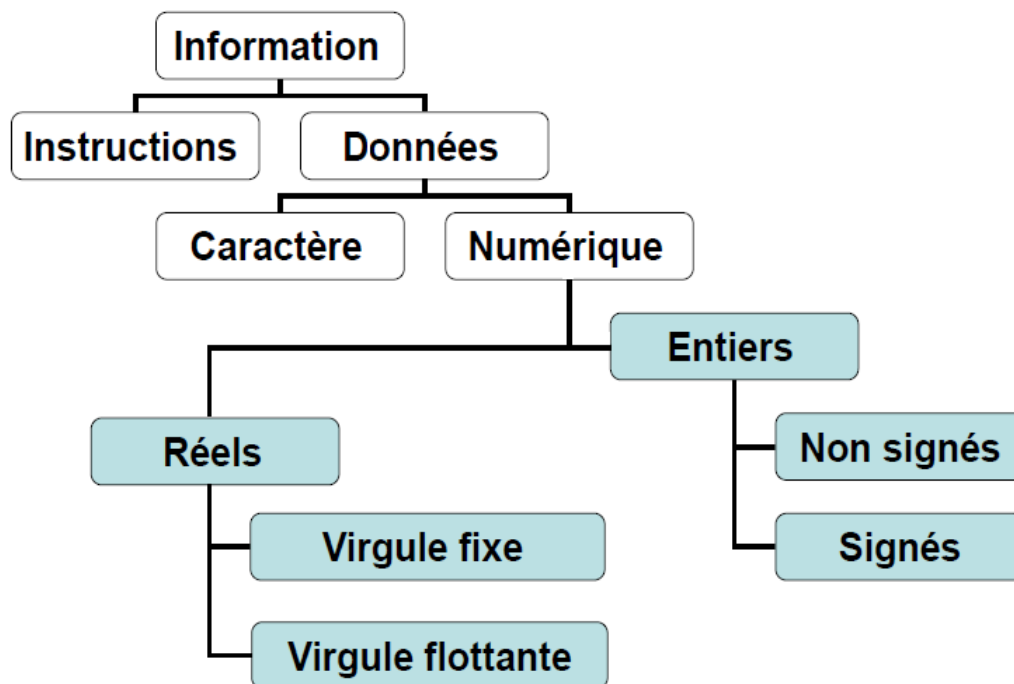 Information
Instructions
Données
Caractère
Numérique
Entiers
Réels
Non signés
Virgule fixe
Signés
Virgule flottante